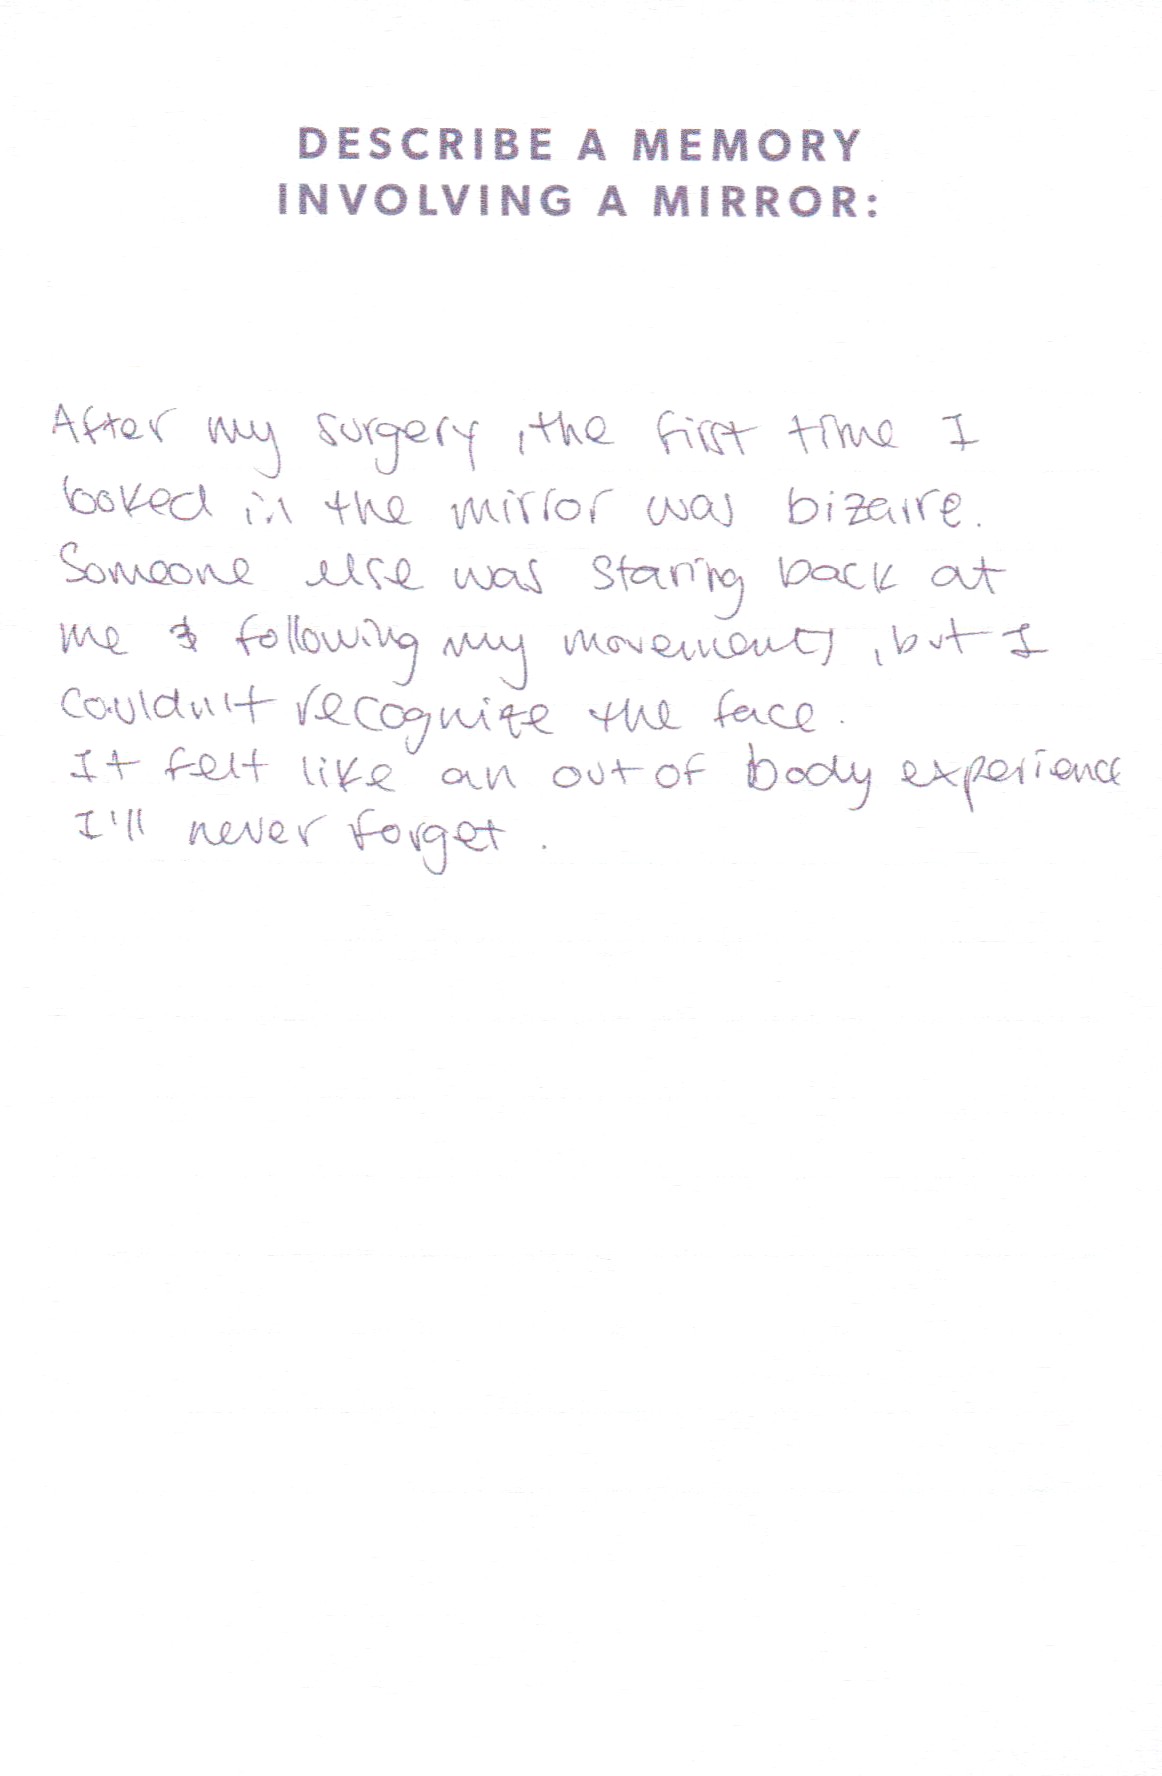 DESCRIBE A MEMORY
INVOLVING A MIRROR:
After my surgery, the first time I
looked in the mirror was bizaire.
Someone else was staring back at
me & following my movements, but I
couldn't recognize the face.
It felt like an out of body experience
I'll never forget.